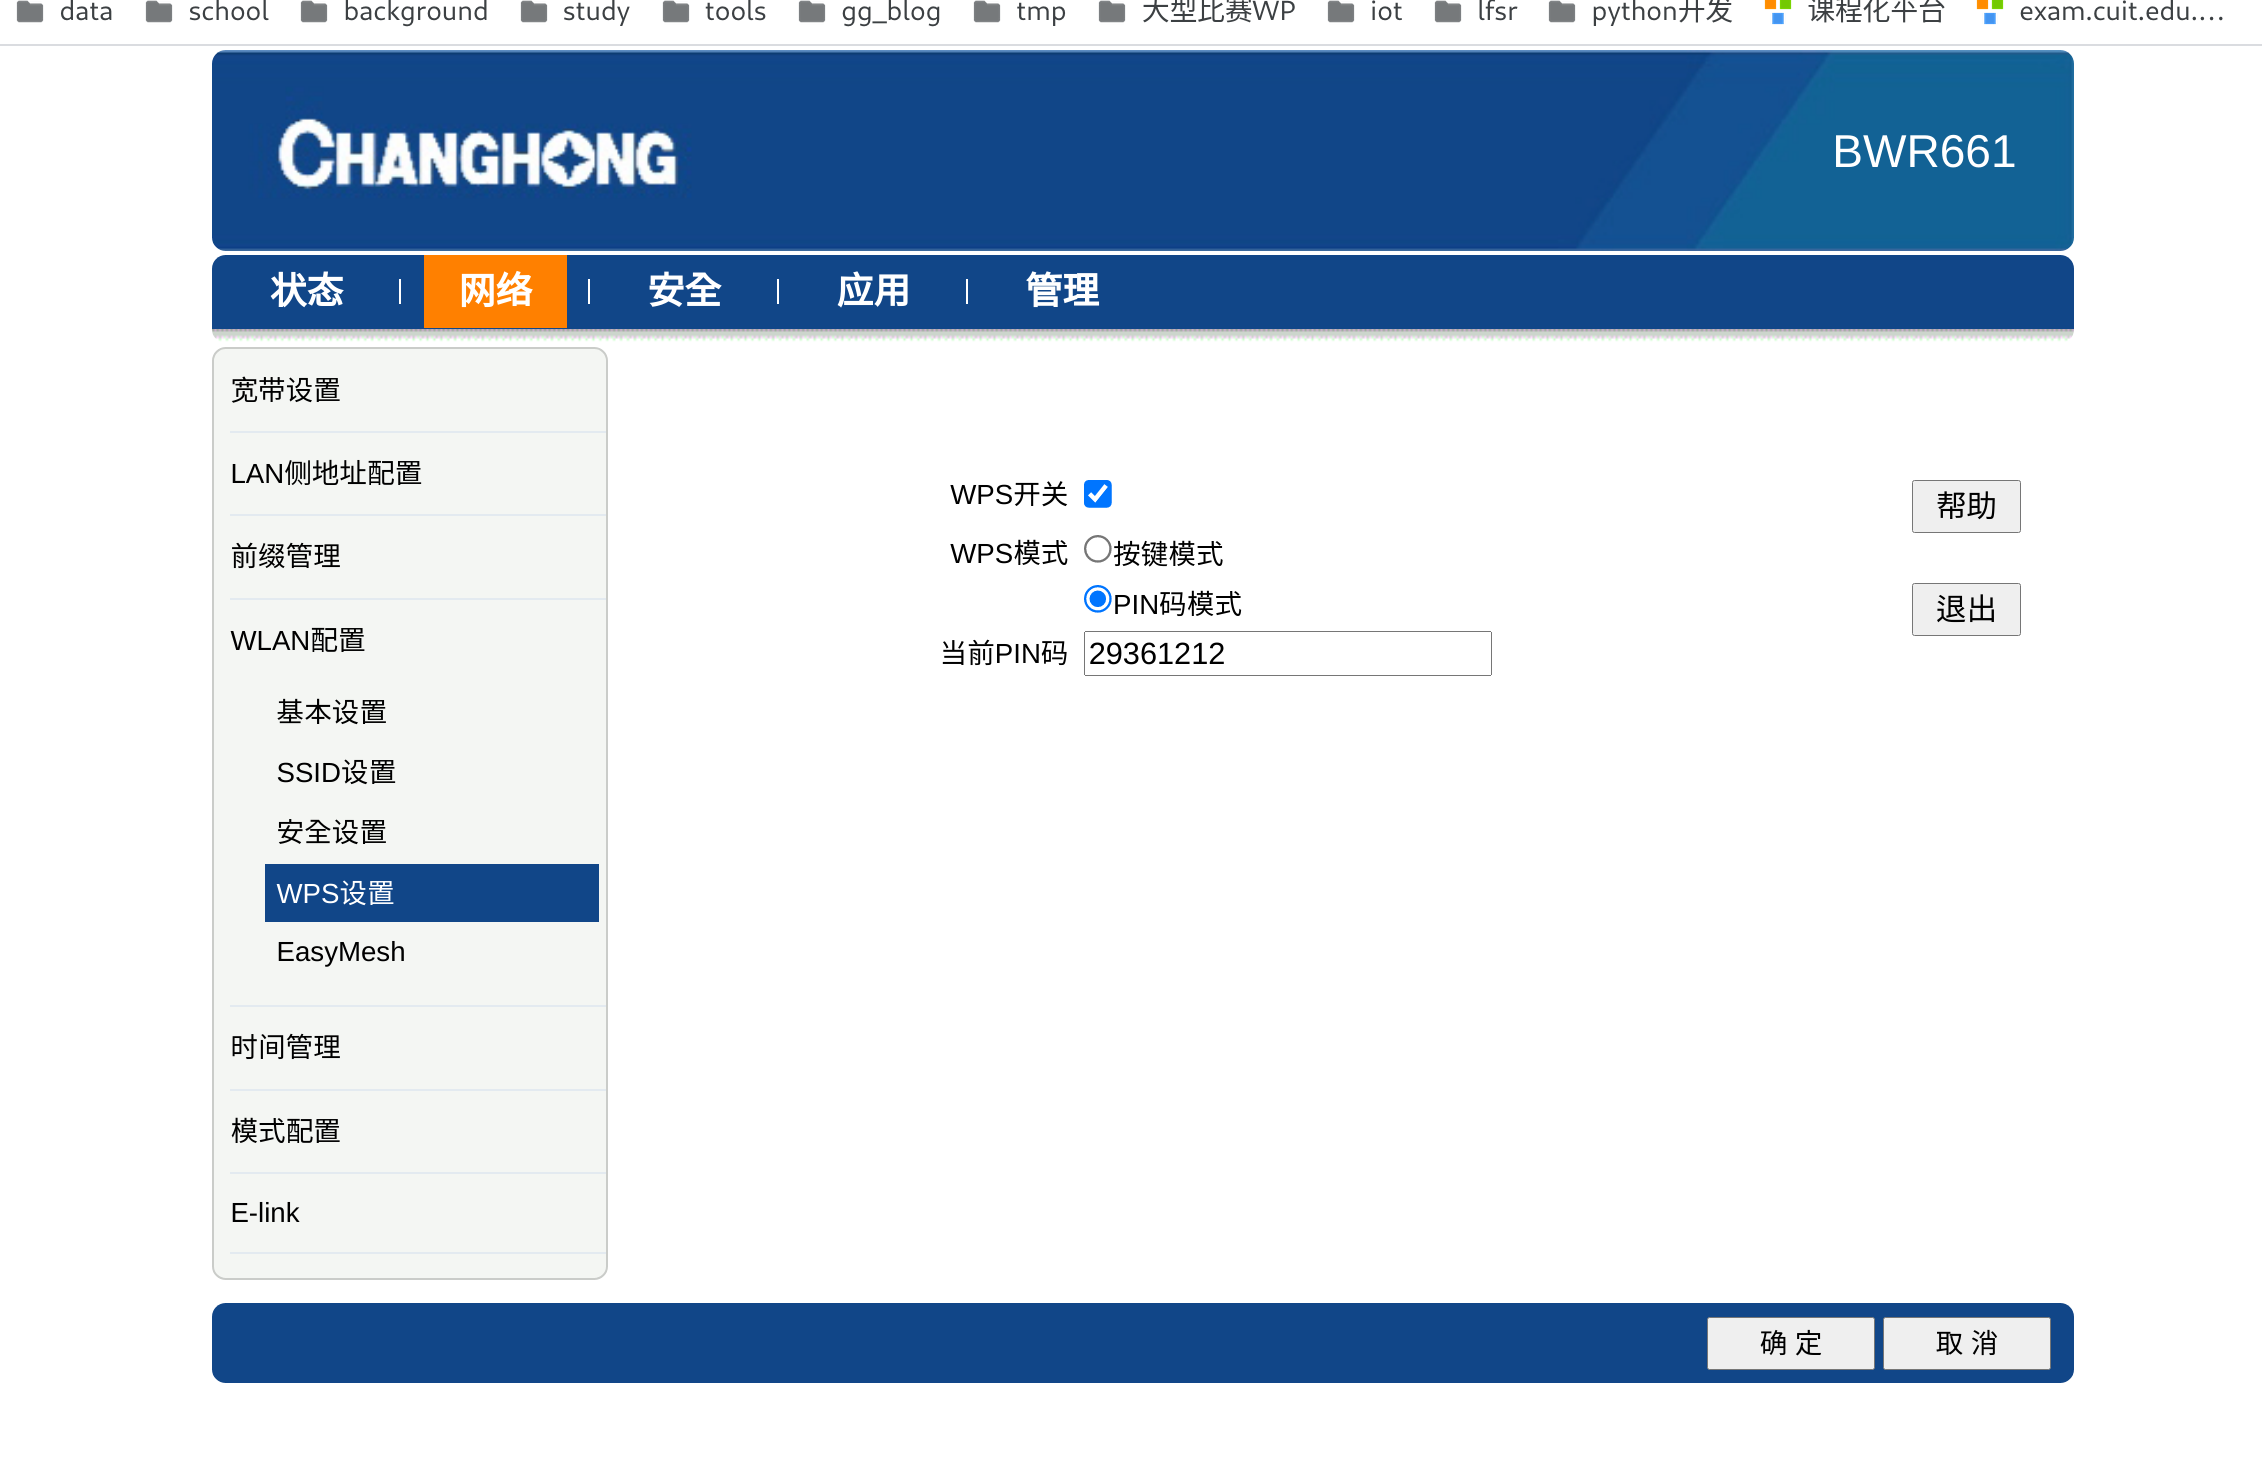 data school background study tools gg_blog tmp 大型比赛WP iot lfsr python开发 课程化平台 exam.cuit.edu....
CHANGHONG
BWR661
状态 网络 安全 应用 管理
宽带设置
LAN侧地址配置
前缀管理
WLAN配置
基本设置
SSID设置
安全设置
WPS设置
EasyMesh
时间管理
模式配置
E-link
WPS开关
WPS模式 按键模式
PIN码模式
当前PIN码 29361212
帮助
退出
确 定 取 消